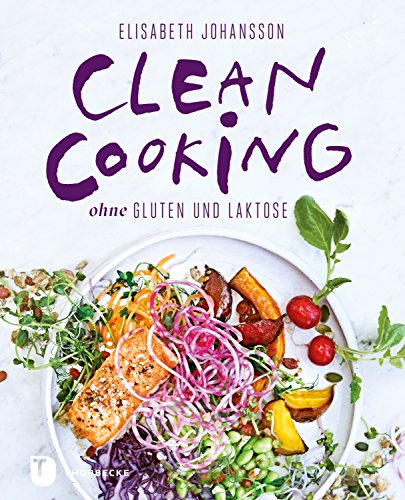 ELISABETH JOHANSSON
CLEAN
COOKING
ohne GLUTEN UND LAKTOSE
T
THORBECKE